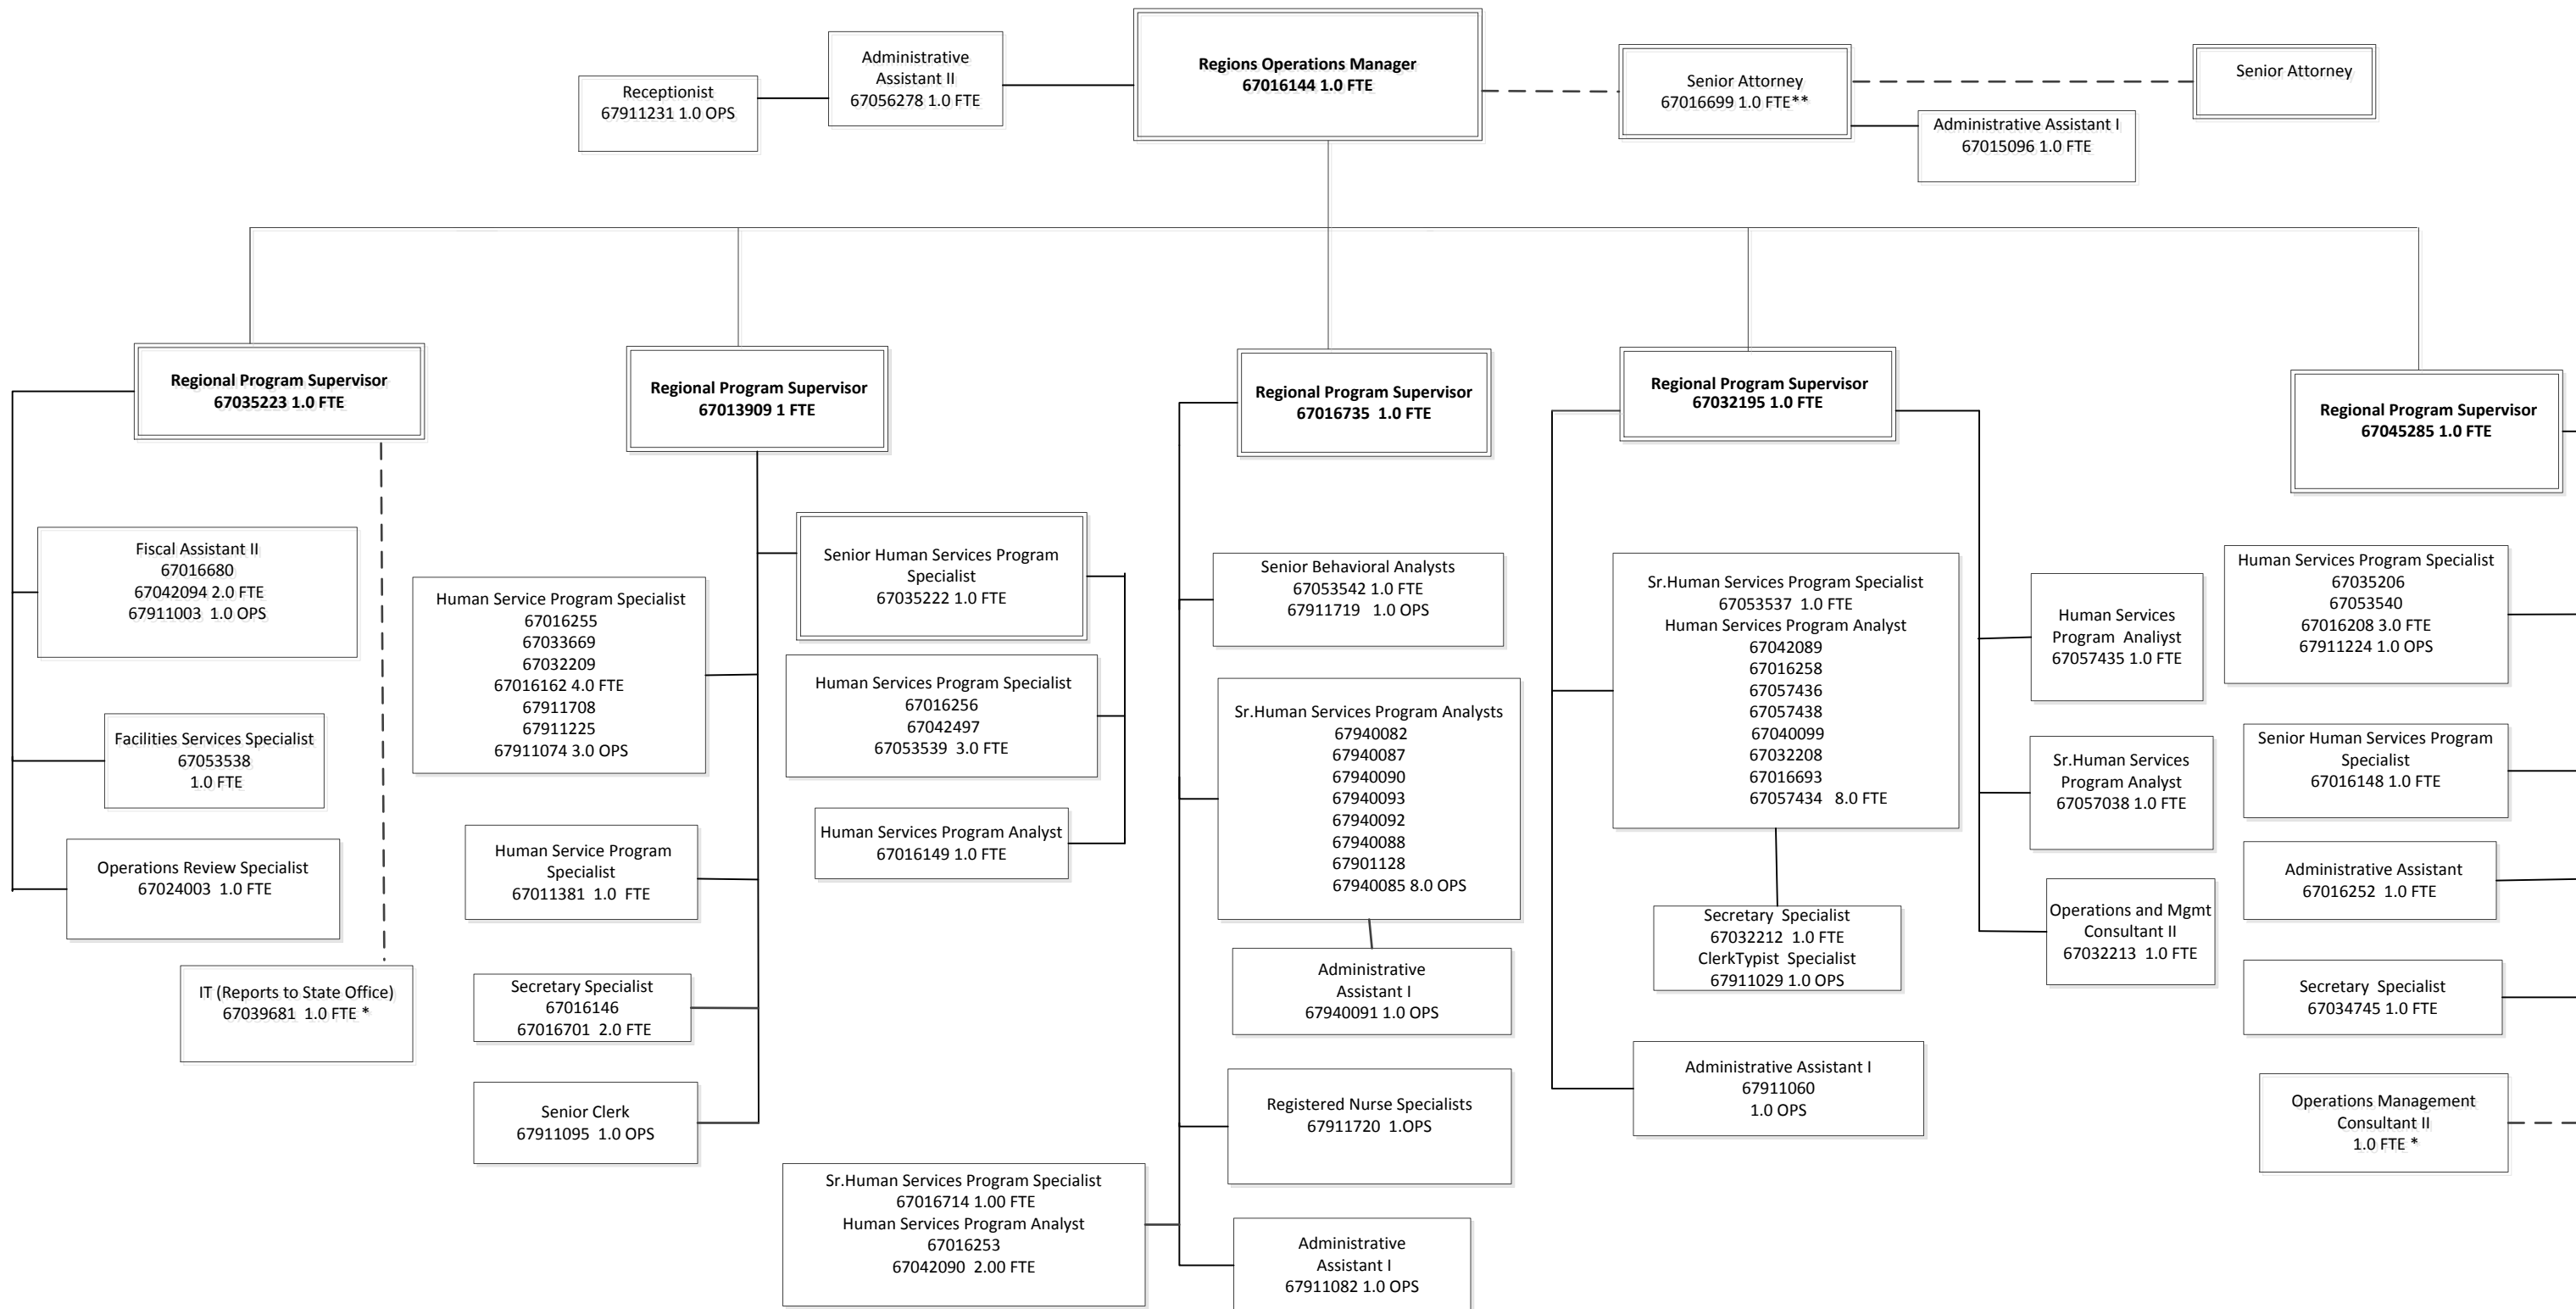 Receptionist
67911231 1.0 OPS
Administrative
Assistant II
67056278 1.0 FTE
Regions Operations Manager
67016144 1.0 FTE
Senior Attorney
67016699 1.0 FTE**
Administrative Assistant I
67015096 1.0 FTE
Senior Attorney
Regional Program Supervisor
67035223 1.0 FTE
Fiscal Assistant II
67016680
67042094 2.0 FTE
67911003 1.0 OPS
Facilities Services Specialist
67053538
1.0 FTE
Operations Review Specialist
67024003 1.0 FTE
IT (Reports to State Office)
67039681 1.0 FTE *
Regional Program Supervisor
67013909 1 FTE
Human Service Program Specialist
67016255
67033669
67032209
67016162 4.0 FTE
67911708
67911225
67911074 3.0 OPS
Human Service Program
Specialist
67011381 1.0 FTE
Secretary Specialist
67016146
67016701 2.0 FTE
Senior Clerk
67911095 1.0 OPS
Senior Human Services Program
Specialist
67035222 1.0 FTE
Human Services Program Specialist
67016256
67042497
67053539 3.0 FTE
Human Services Program Analyst
67016149 1.0 FTE
Regional Program Supervisor
67016735 1.0 FTE
Senior Behavioral Analysts
67053542 1.0 FTE
67911719 1.0 OPS
Sr.Human Services Program Analysts
67940082
67940087
67940090
67940093
67940092
67940088
67901128
67940085 8.0 OPS
Administrative
Assistant I
67940091 1.0 OPS
Registered Nurse Specialists
67911720 1.OPS
Sr.Human Services Program Specialist
67016714 1.00 FTE
Human Services Program Analyst
67016253
67042090 2.00 FTE
Administrative
Assistant I
67911082 1.0 OPS
Regional Program Supervisor
67032195 1.0 FTE
Sr.Human Services Program Specialist
67053537 1.0 FTE
Human Services Program Analyst
67042089
67016258
67057436
67057438
67040099
67032208
67016693
67057434 8.0 FTE
Secretary Specialist
67032212 1.0 FTE
ClerkTypist Specialist
67911029 1.0 OPS
Administrative Assistant I
67911060
1.0 OPS
Human Services
Program Analiyst
67057435 1.0 FTE
Sr.Human Services
Program Analyst
67057038 1.0 FTE
Operations and Mgmt
Consultant II
67032213 1.0 FTE
Regional Program Supervisor
67045285 1.0 FTE
Human Services Program Specialist
67035206
67053540
67016208 3.0 FTE
67911224 1.0 OPS
Senior Human Services Program
Specialist
67016148 1.0 FTE
Administrative Assistant
67016252 1.0 FTE
Secretary Specialist
67034745 1.0 FTE
Operations Management
Consultant II
1.0 FTE *